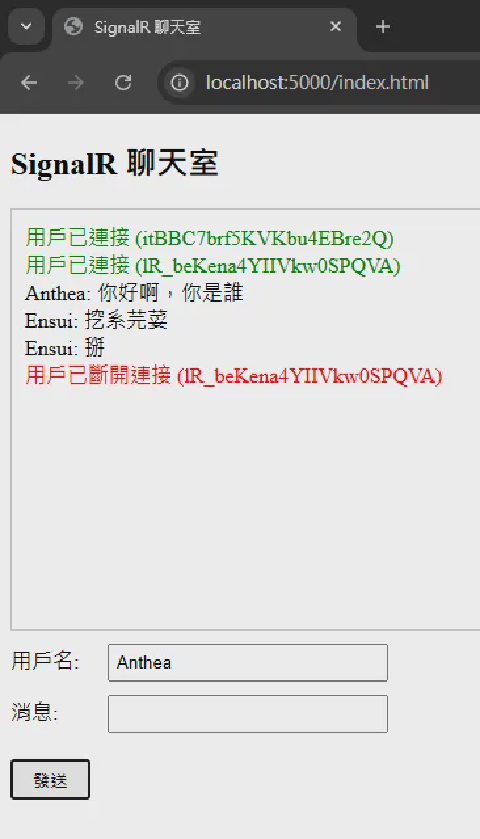 SignalR 聊天室
localhost:5000/index.html
SignalR 聊天室
用戶已連接 (itBBC7brf5KVKbu4EBre2Q)
用戶已連接 (lR_beKena4YIIVkw0SPQVA)
Anthea: 你好啊，你是誰
Ensui: 挖系芫荽
Ensui: 掰
用戶已斷開連接 (lR_beKena4YIIVkw0SPQVA)
用戶名: Anthea
消息:
發送